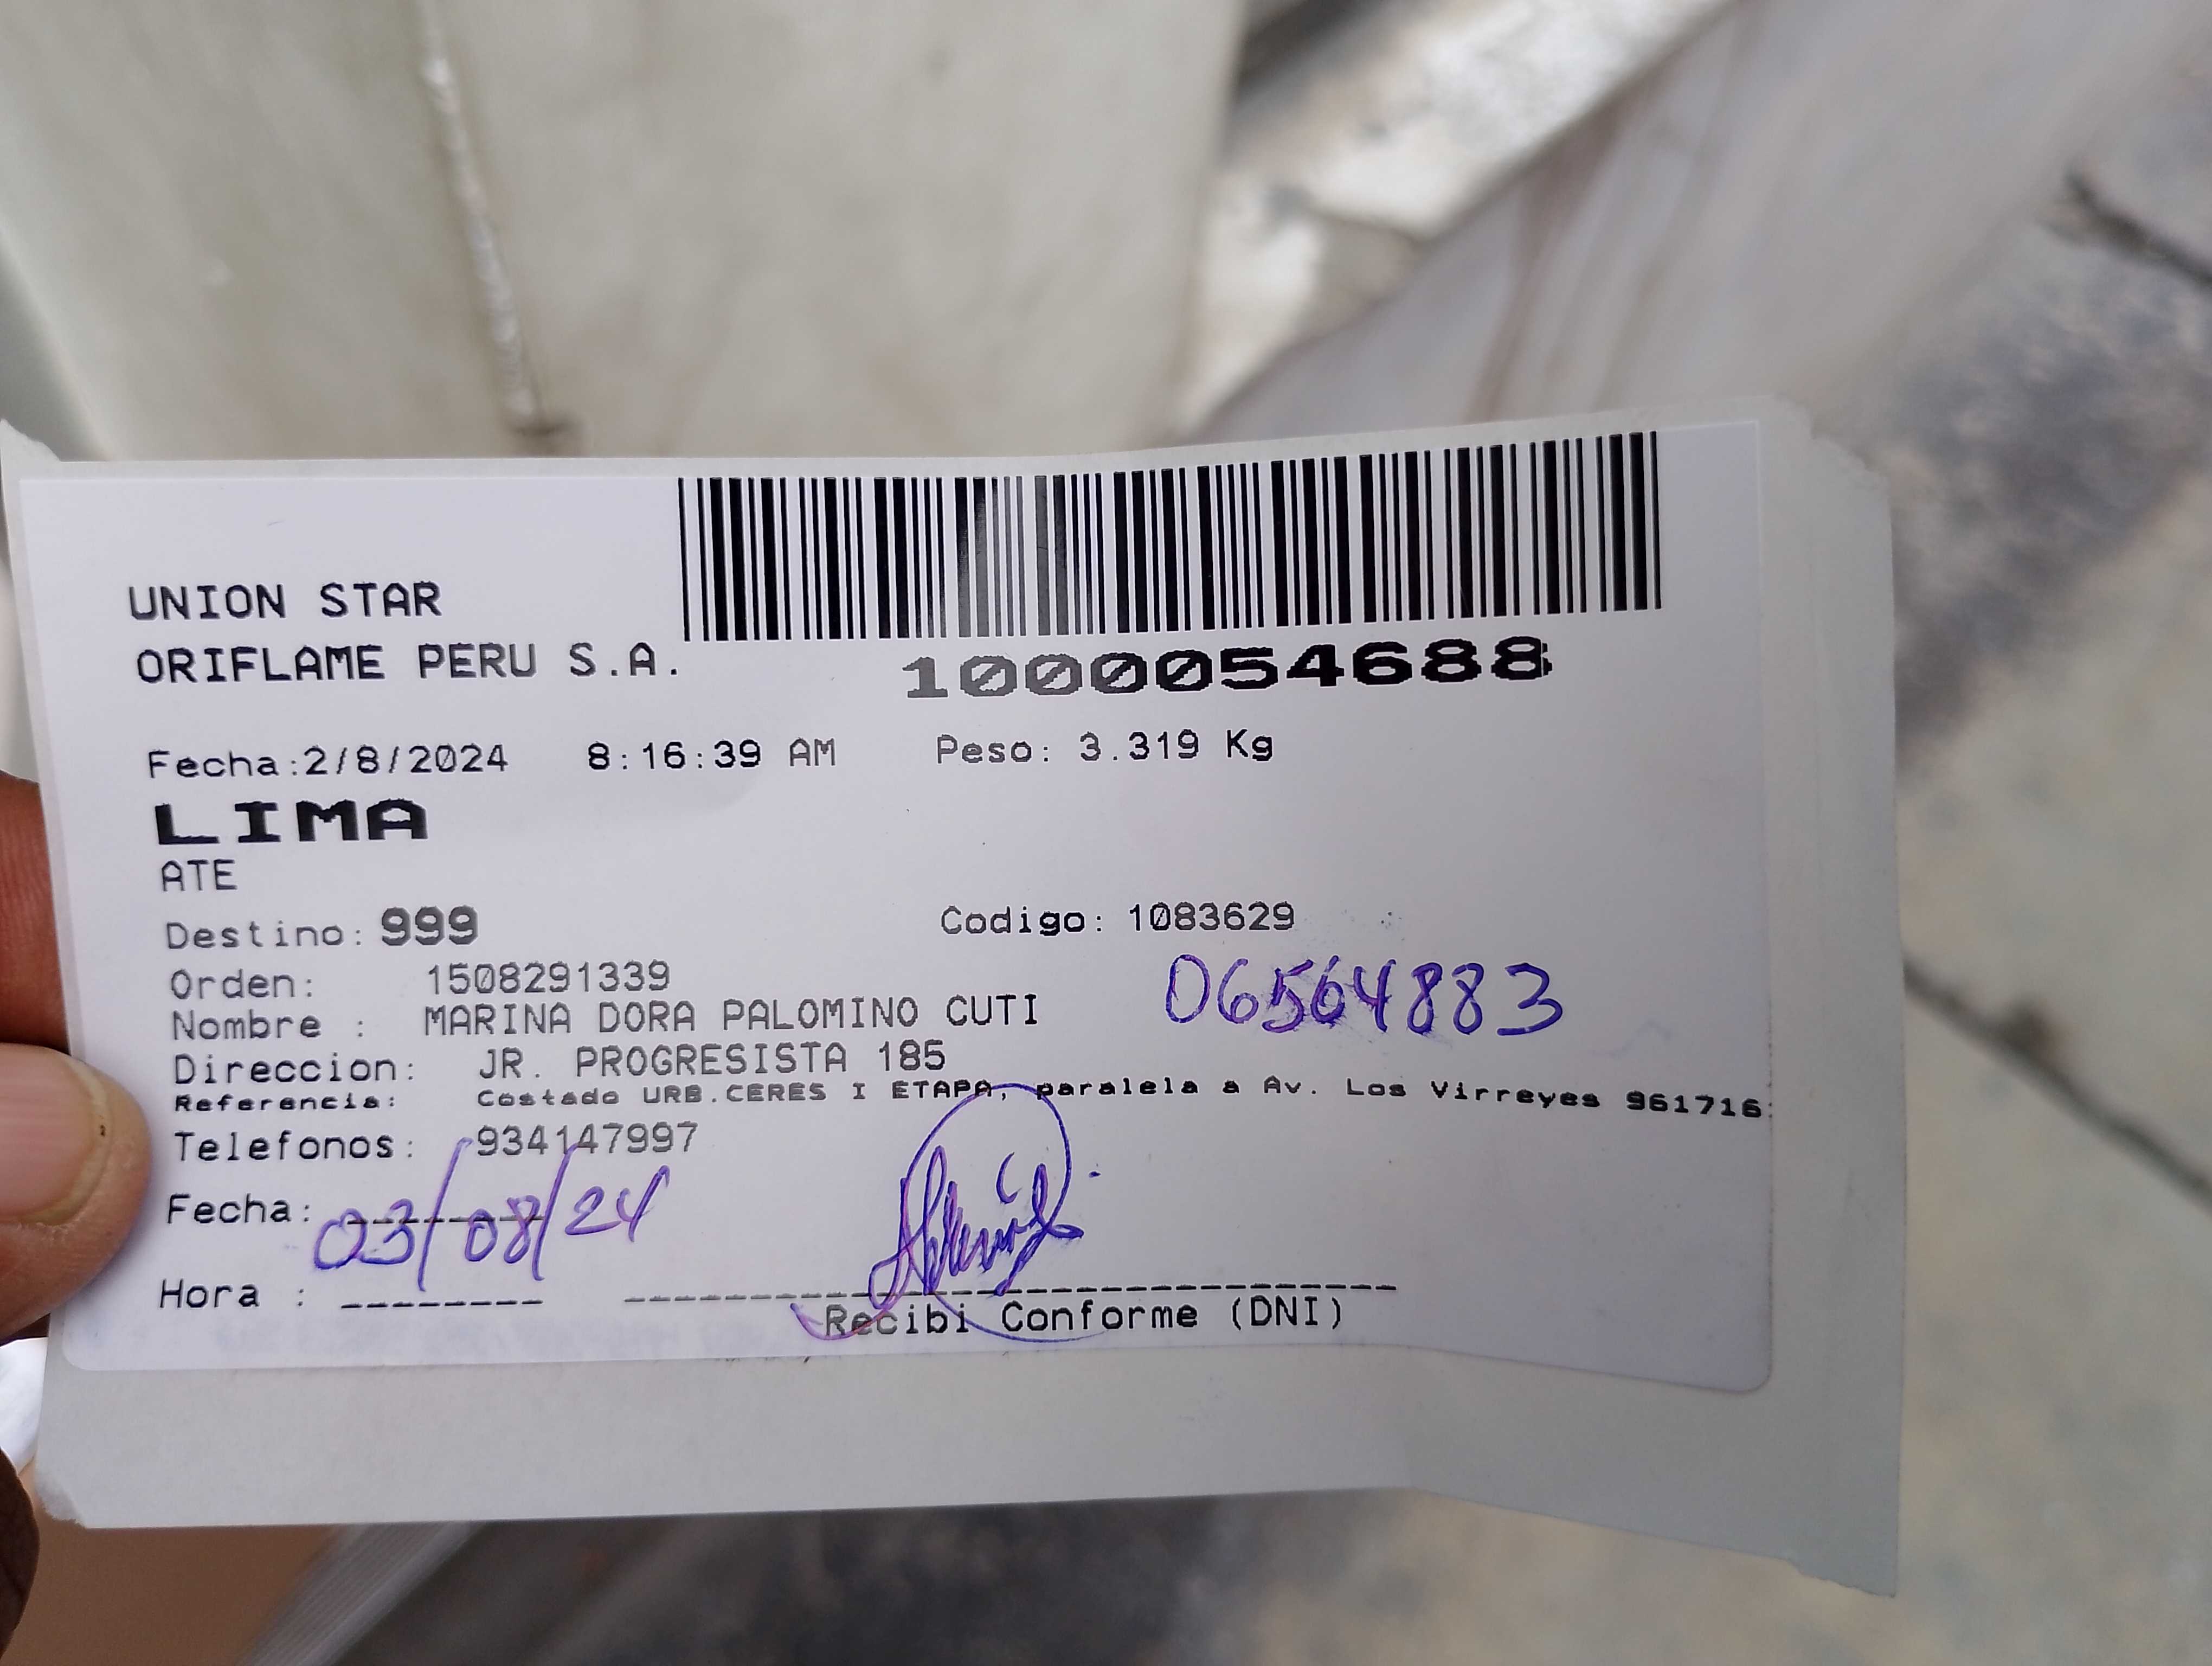 UNION STAR
ORIFLAME PERU S.A.
1000054688
Fecha:2/8/2024 8:16:39 AM Peso: 3.319 Kg
LIMA
ATE
Destino: 999 Codigo: 1083629
Orden: 1508291339 06564883
Nombre : MARINA DORA PALOMINO CUTI
Direccion: JR. PROGRESISTA 185
Referencia: Costado URB.CERES I ETAPA, paralela a Av. Los Virreyes 961716
Telefonos: 934147997
Fecha: 03/08/24
Hora :
Recibi Conforme (DNI)